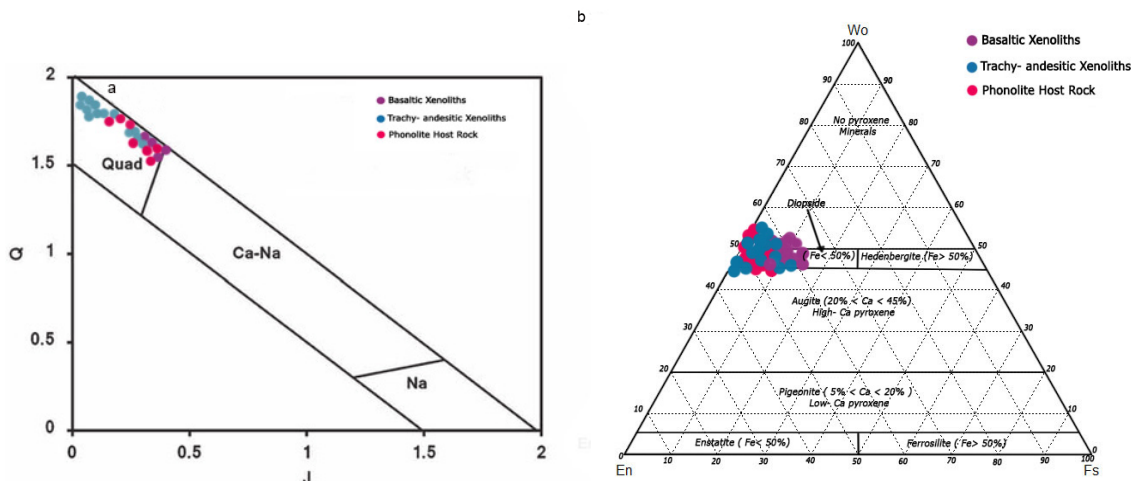 a
2
1.5
1
0.5
0
0
0.5
1
1.5
2
Q
J
Quad
Ca-Na
Na
Basaltic Xenoliths
Trachy- andesitic Xenoliths
Phonolite Host Rock
b
Wo
100
90
80
70
60
50
40
30
20
10
0
90
80
70
60
50
40
30
20
10
0
10
20
30
40
50
60
70
80
90
100
En
Fs
No pyroxene
Minerals
Diopside
( Fe< 50%)
Hedenbergite (Fe> 50%)
Augite (20% < Ca < 45%)
High- Ca pyroxene
Pigeonite ( 5% < Ca < 20% )
Low- Ca pyroxene
Enstatite ( Fe< 50%)
Ferrosilite ( Fe> 50%)
Basaltic Xenoliths
Trachy- andesitic Xenoliths
Phonolite Host Rock